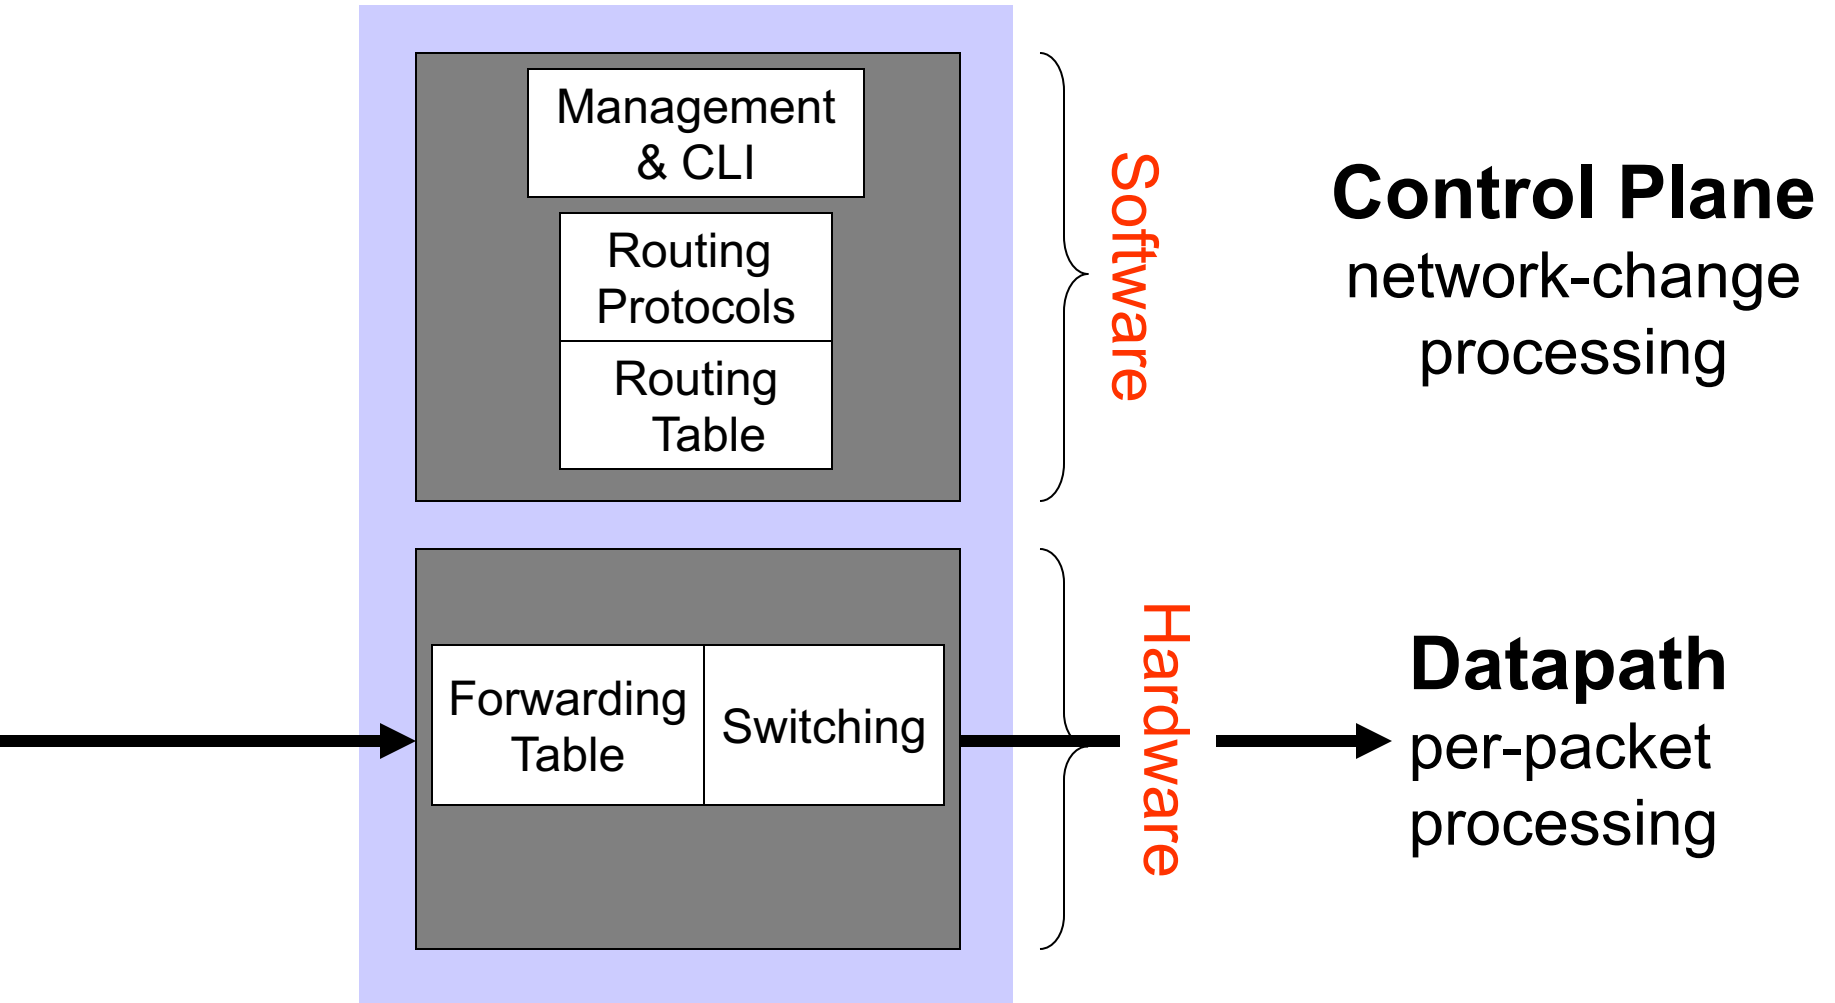 Management
& CLI
Routing
Protocols
Routing
Table
Software
Control Plane
network-change
processing
Forwarding
Table
Switching
Hardware
Datapath
per-packet
processing